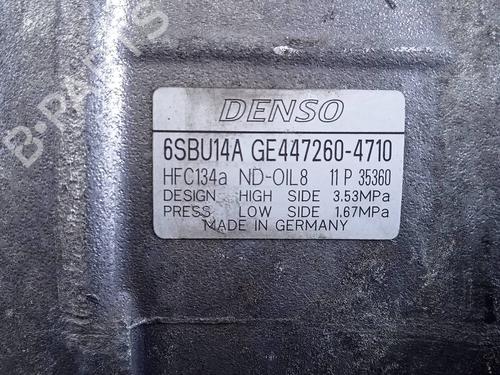 B-PARTS
DENSO
6SBU14A GE447260-4710
HFC134a ND-OIL8 11 P 35360
DESIGN HIGH SIDE 3.53MPa
PRESS LOW SIDE 1.67MPa
MADE IN GERMANY